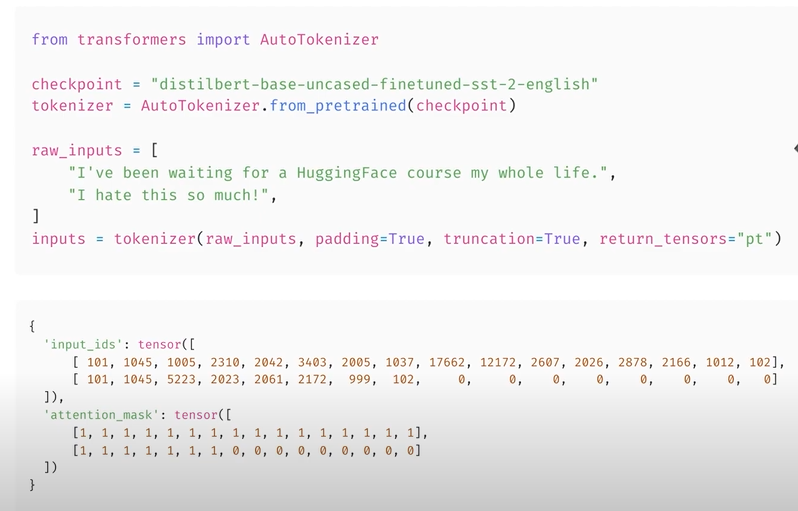 from transformers import AutoTokenizer
checkpoint = "distilbert-base-uncased-finetuned-sst-2-english"
tokenizer = AutoTokenizer.from_pretrained(checkpoint)
raw_inputs = [
"I've been waiting for a HuggingFace course my whole life.",
"I hate this so much!",
]
inputs = tokenizer(raw_inputs, padding=True, truncation=True, return_tensors="pt")
{
'input_ids': tensor([
[ 101, 1045, 1005, 2310, 2042, 3403, 2005, 1037, 17662, 12172, 2607, 2026, 2878, 2166, 1012, 102],
[ 101, 1045, 5223, 2023, 2061, 2172, 999, 102, 0, 0, 0, 0, 0, 0, 0, 0]
]),
'attention_mask': tensor([
[1, 1, 1, 1, 1, 1, 1, 1, 1, 1, 1, 1, 1, 1, 1, 1],
[1, 1, 1, 1, 1, 1, 1, 0, 0, 0, 0, 0, 0, 0, 0, 0]
])
}